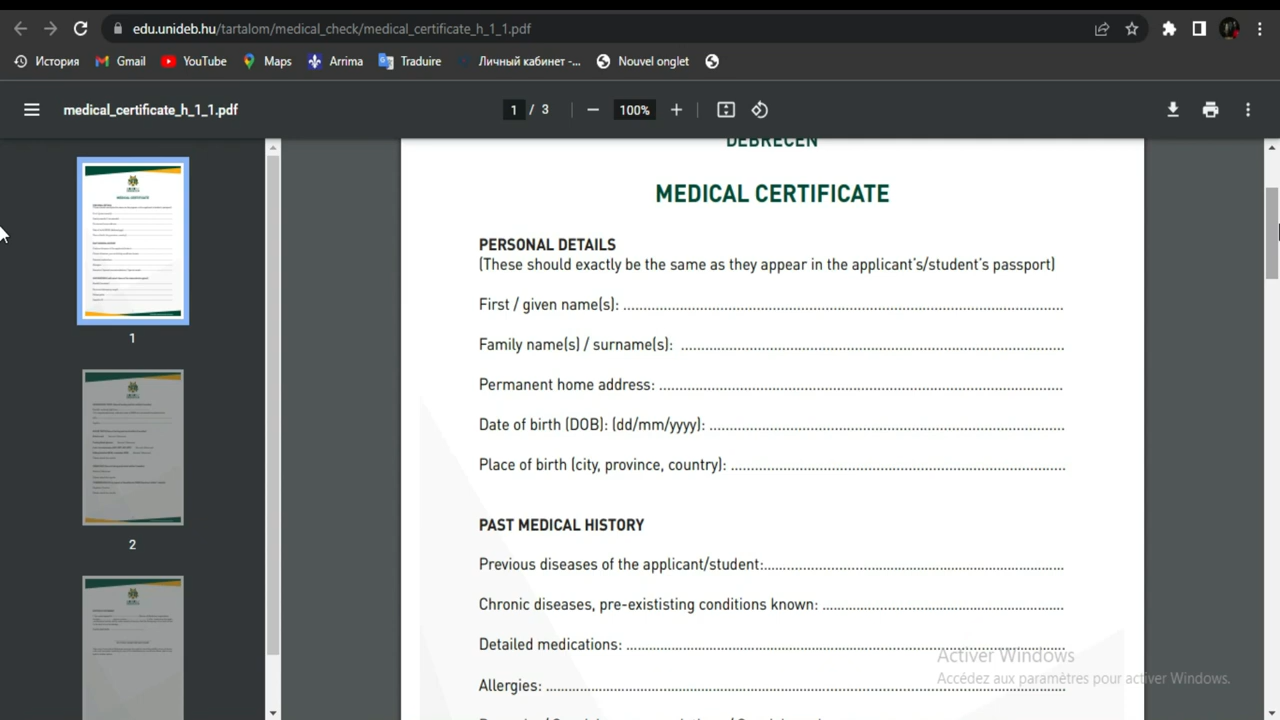 edu.unideb.hu/tartalom/medical_check/medical_certificate_h_1_1.pdf
История Gmail YouTube Maps Arrima Traduire Личный кабинет -... Nouvel onglet
medical_certificate_h_1_1.pdf 1 / 3 100%
DEBRECEN
MEDICAL CERTIFICATE
PERSONAL DETAILS
(These should exactly be the same as they appear in the applicant's/student's passport)
First / given name(s):
Family name(s) / surname(s):
Permanent home address:
Date of birth (DOB): (dd/mm/yyyy):
Place of birth (city, province, country):
PAST MEDICAL HISTORY
Previous diseases of the applicant/student:
Chronic diseases, pre-exististing conditions known:
Detailed medications:
Allergies:
MEDICAL CERTIFICATE
1
2
Activer Windows
Accédez aux paramètres pour activer Windows.